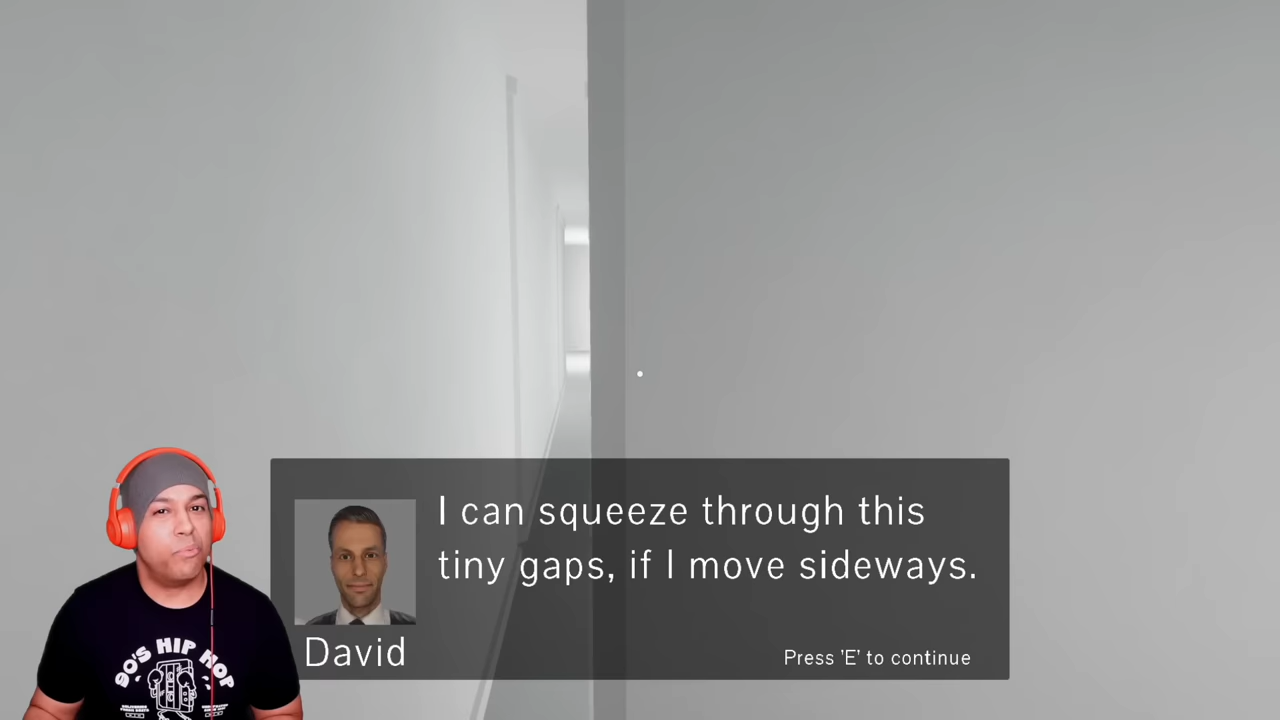 I can squeeze through this
tiny gaps, if I move sideways.
David
Press 'E' to continue
90'S HIP HOP